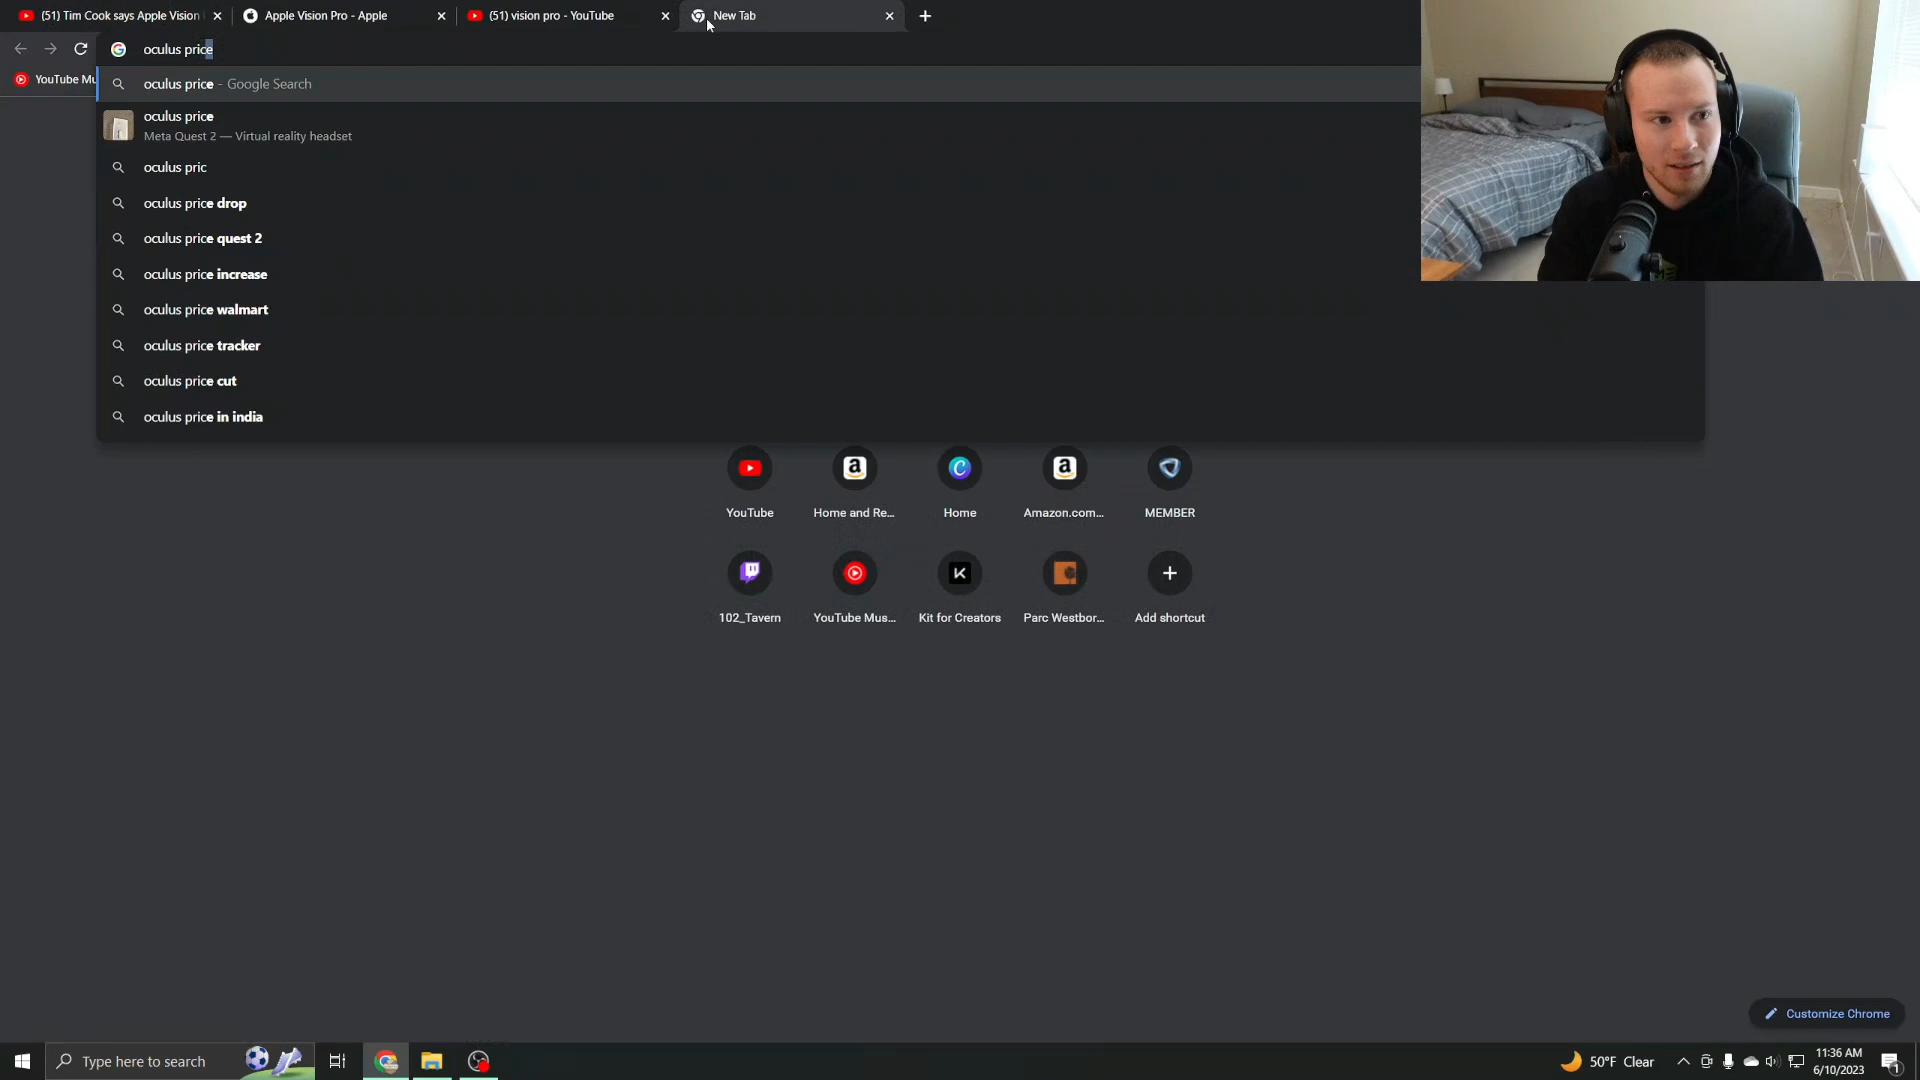 (51) Tim Cook says Apple Vision
Apple Vision Pro - Apple
(51) vision pro - YouTube
New Tab
oculus price
YouTube Mu
oculus price - Google Search
oculus price
Meta Quest 2 — Virtual reality headset
oculus pric
oculus price drop
oculus price quest 2
oculus price increase
oculus price walmart
oculus price tracker
oculus price cut
oculus price in india
YouTube
Home and Re...
Home
Amazon.com...
MEMBER
102_Tavern
YouTube Mus...
Kit for Creators
Parc Westbor...
Add shortcut
Customize Chrome
Type here to search
50°F Clear
11:36 AM
6/10/2023
1